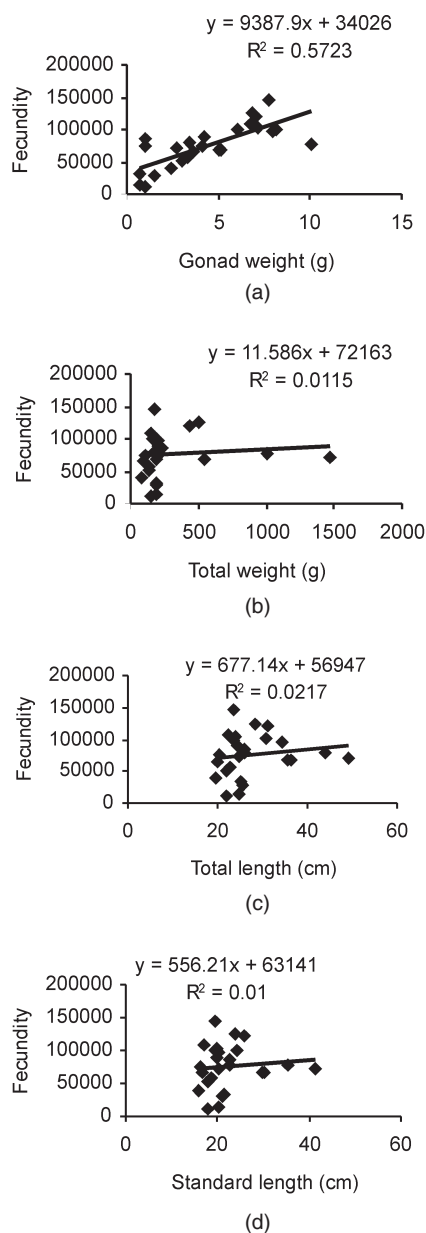 y = 9387.9x + 34026
R² = 0.5723
200000
150000
100000
50000
0
Fecundity
0 5 10 15
Gonad weight (g)
(a)
y = 11.586x + 72163
R² = 0.0115
200000
150000
100000
50000
0
Fecundity
0 500 1000 1500 2000
Total weight (g)
(b)
y = 677.14x + 56947
R² = 0.0217
200000
150000
100000
50000
0
Fecundity
0 20 40 60
Total length (cm)
(c)
y = 556.21x + 63141
R² = 0.01
200000
150000
100000
50000
0
Fecundity
0 20 40 60
Standard length (cm)
(d)